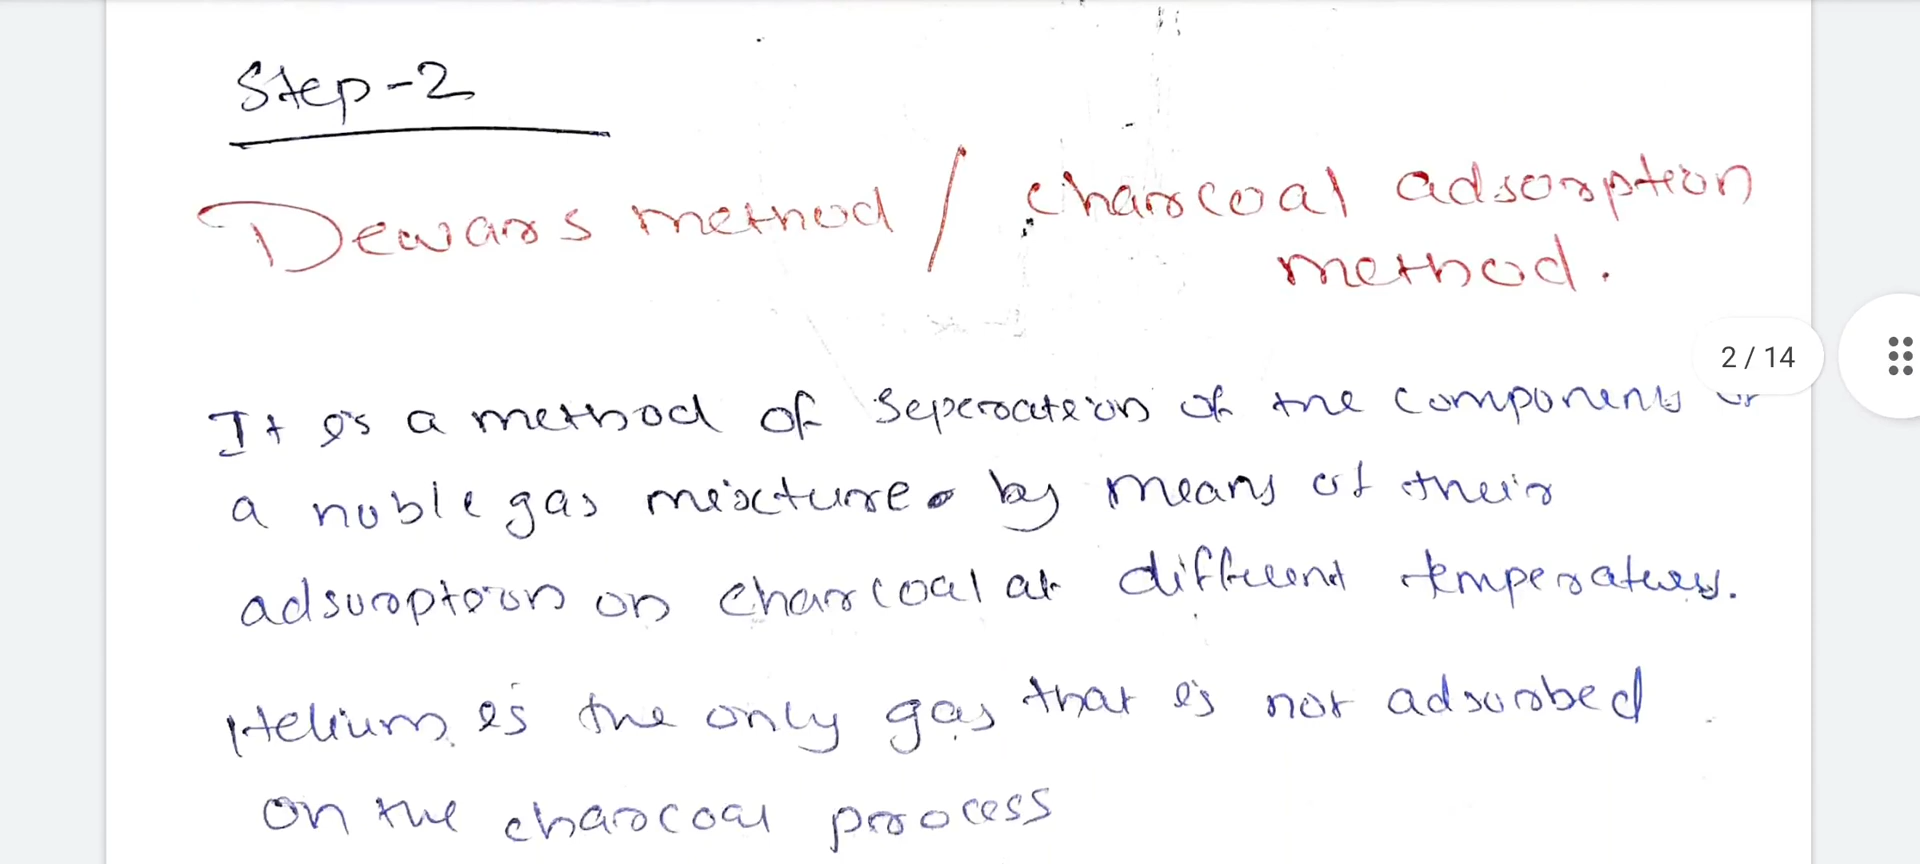 Step-2
Dewars method / charcoal adsorption
method.
2 / 14
It is a method of Seperation of the components of
a noble gas mixture by means of their
adsorption on charcoal at different temperatures.
Helium is the only gas that is not adsorbed
on the charcoal process